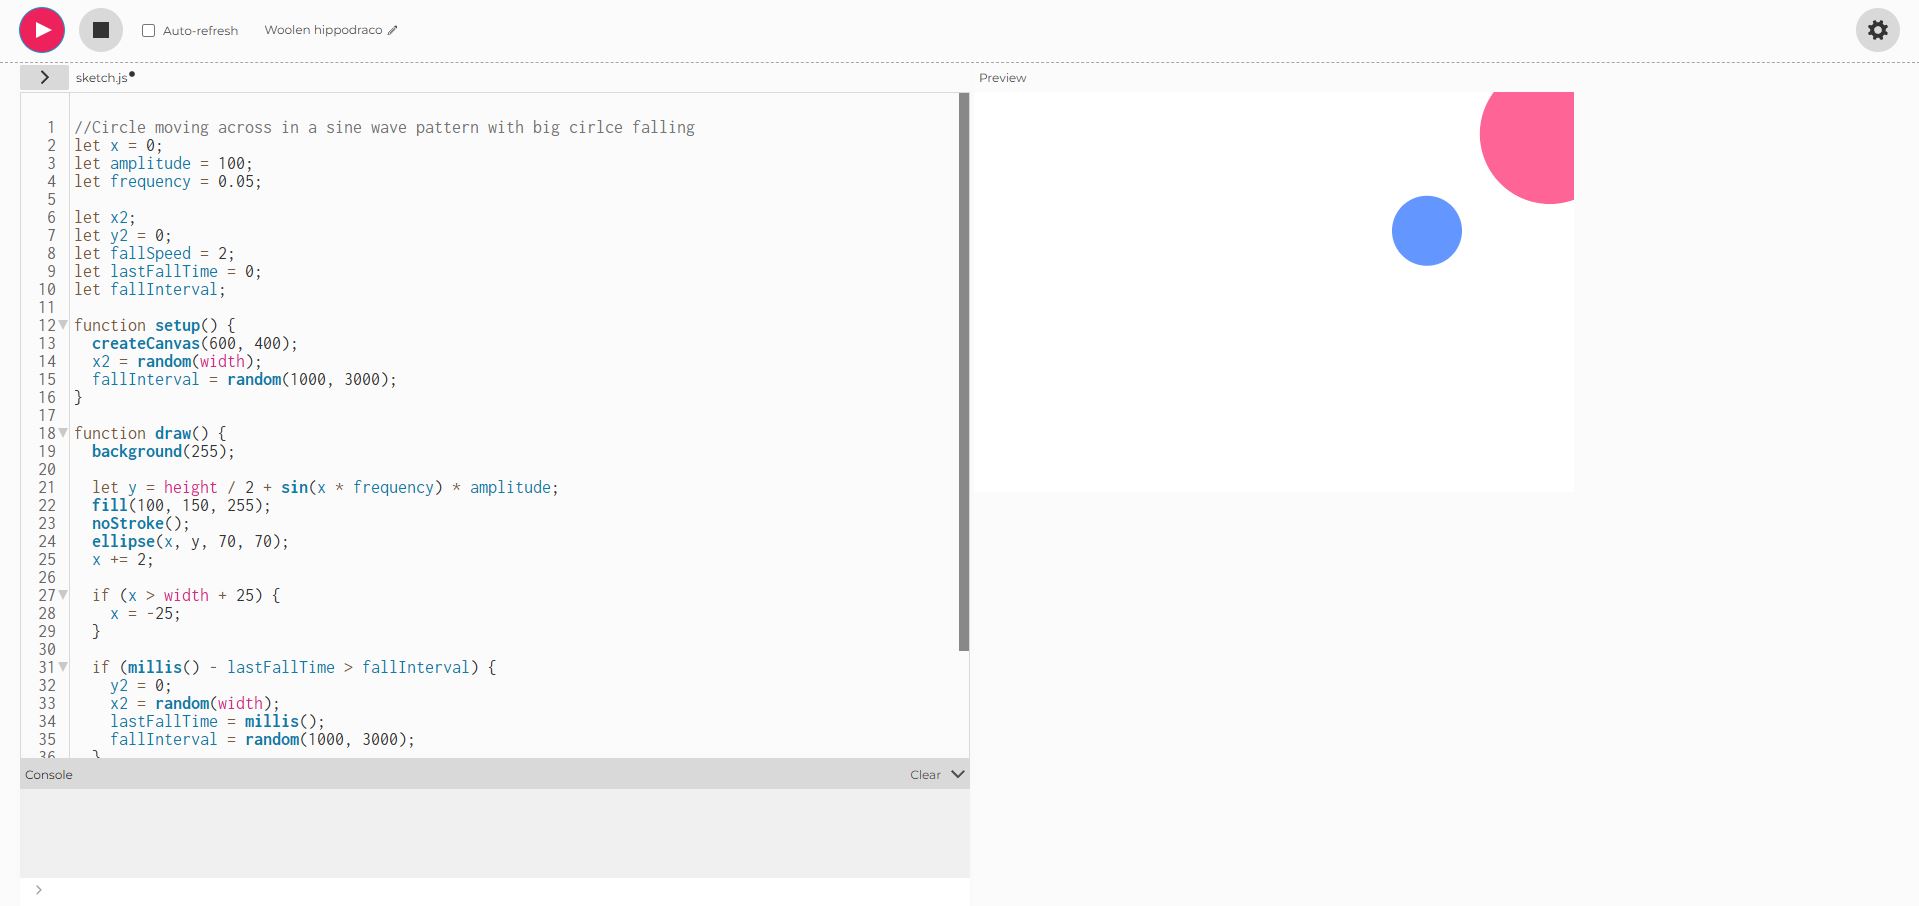 Auto-refresh
Woolen hippodraco
sketch.js
Preview
1 //Circle moving across in a sine wave pattern with big cirlce falling
2 let x = 0;
3 let amplitude = 100;
4 let frequency = 0.05;
5
6 let x2;
7 let y2 = 0;
8 let fallSpeed = 2;
9 let lastFallTime = 0;
10 let fallInterval;
11
12 function setup() {
13   createCanvas(600, 400);
14   x2 = random(width);
15   fallInterval = random(1000, 3000);
16 }
17
18 function draw() {
19   background(255);
20
21   let y = height / 2 + sin(x * frequency) * amplitude;
22   fill(100, 150, 255);
23   noStroke();
24   ellipse(x, y, 70, 70);
25   x += 2;
26
27   if (x > width + 25) {
28     x = -25;
29   }
30
31   if (millis() - lastFallTime > fallInterval) {
32     y2 = 0;
33     x2 = random(width);
34     lastFallTime = millis();
35     fallInterval = random(1000, 3000);
36   }
Console
Clear
>